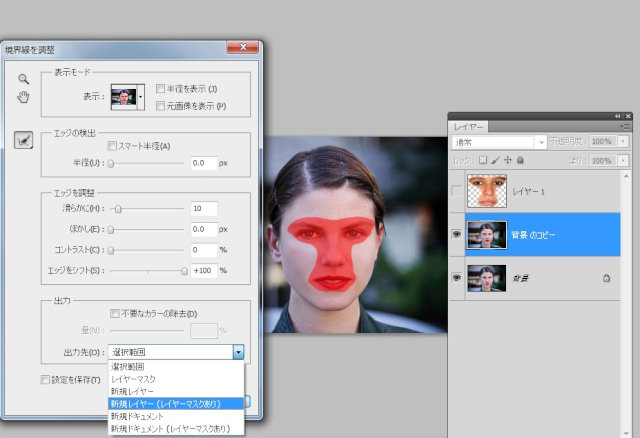 境界線を調整
表示モード
表示：
半径を表示 (J)
元画像を表示 (P)
エッジの検出
スマート半径(A)
半径(U)： 0.0 px
エッジを調整
滑らかに(H)： 10
ぼかし(E)： 0.0 px
コントラスト(C)： 0 %
エッジをシフト(S)： +100 %
出力
不要なカラーの除去(D)
量(N)： %
出力先(O)： 選択範囲
選択範囲
レイヤーマスク
新規レイヤー
新規レイヤー (レイヤーマスクあり)
新規ドキュメント
新規ドキュメント (レイヤーマスクあり)
設定を保存(T)
レイヤー
通常 不透明度： 100%
ロック： 塗り： 100%
レイヤー 1
背景 のコピー
背景